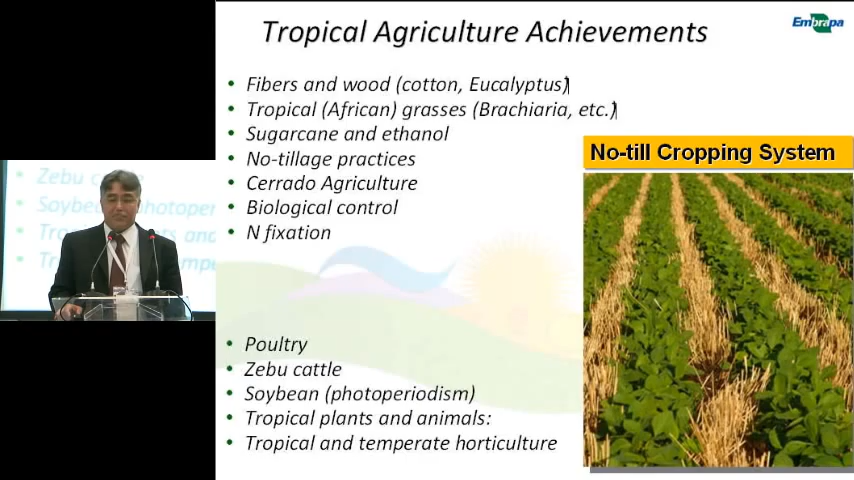 Tropical Agriculture Achievements
Embrapa
• Fibers and wood (cotton, Eucalyptus)
• Tropical (African) grasses (Brachiaria, etc.)
• Sugarcane and ethanol
• No-tillage practices
• Cerrado Agriculture
• Biological control
• N fixation
No-till Cropping System
• Poultry
• Zebu cattle
• Soybean (photoperiodism)
• Tropical plants and animals:
• Tropical and temperate horticulture
• Zebu
• Soybea